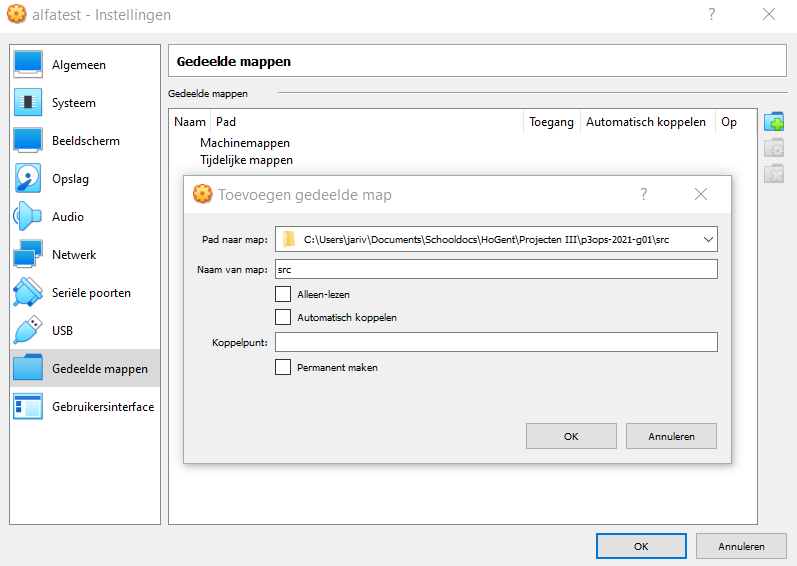 alfatest - Instellingen
Algemeen
Systeem
Beeldscherm
Opslag
Audio
Netwerk
Seriële poorten
USB
Gedeelde mappen
Gebruikersinterface
Gedeelde mappen
Gedeelde mappen
Naam Pad Toegang Automatisch koppelen Op
Machinemappen
Tijdelijke mappen
Toevoegen gedeelde map
Pad naar map: C:\Users\jariv\Documents\Schooldocs\HoGent\Projecten III\p3ops-2021-g01\src
Naam van map: src
Alleen-lezen
Automatisch koppelen
Koppelpunt:
Permanent maken
OK Annuleren
OK Annuleren